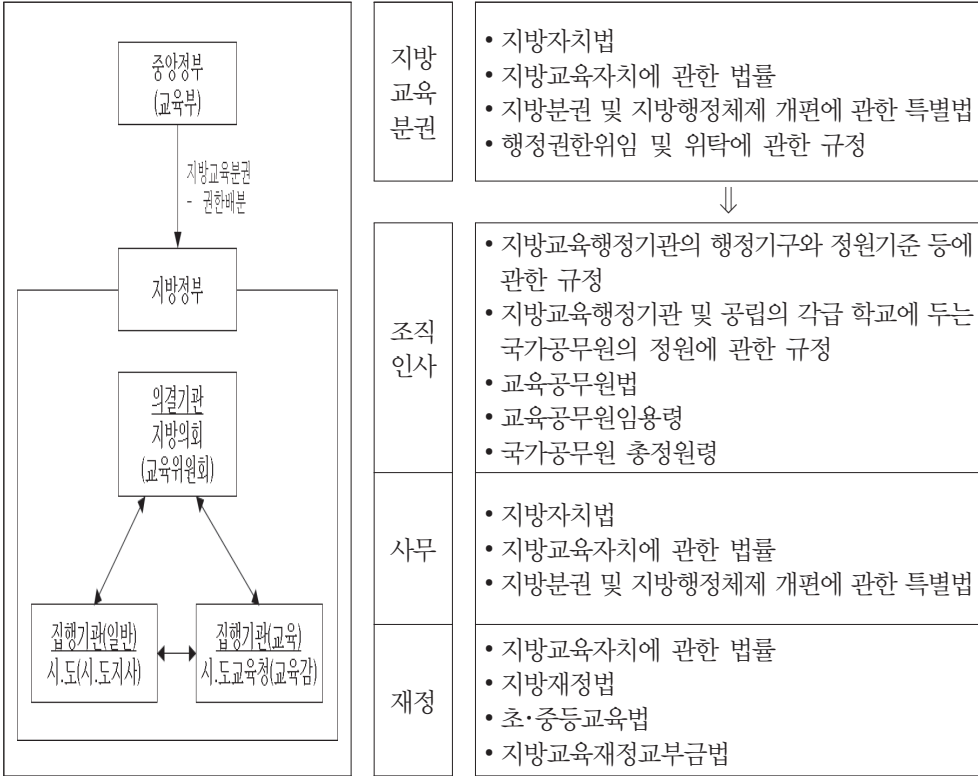 중앙정부
(교육부)
지방교육분권
- 권한배분
지방정부
의결기관
지방의회
(교육위원회)
집행기관(일반)
시.도(시.도지사)
집행기관(교육)
시.도교육청(교육감)
지방
교육
분권
• 지방자치법
• 지방교육자치에 관한 법률
• 지방분권 및 지방행정체제 개편에 관한 특별법
• 행정권한위임 및 위탁에 관한 규정
⇓
조직
인사
• 지방교육행정기관의 행정기구와 정원기준 등에
관한 규정
• 지방교육행정기관 및 공립의 각급 학교에 두는
국가공무원의 정원에 관한 규정
• 교육공무원법
• 교육공무원임용령
• 국가공무원 총정원령
사무
• 지방자치법
• 지방교육자치에 관한 법률
• 지방분권 및 지방행정체제 개편에 관한 특별법
재정
• 지방교육자치에 관한 법률
• 지방재정법
• 초·중등교육법
• 지방교육재정교부금법